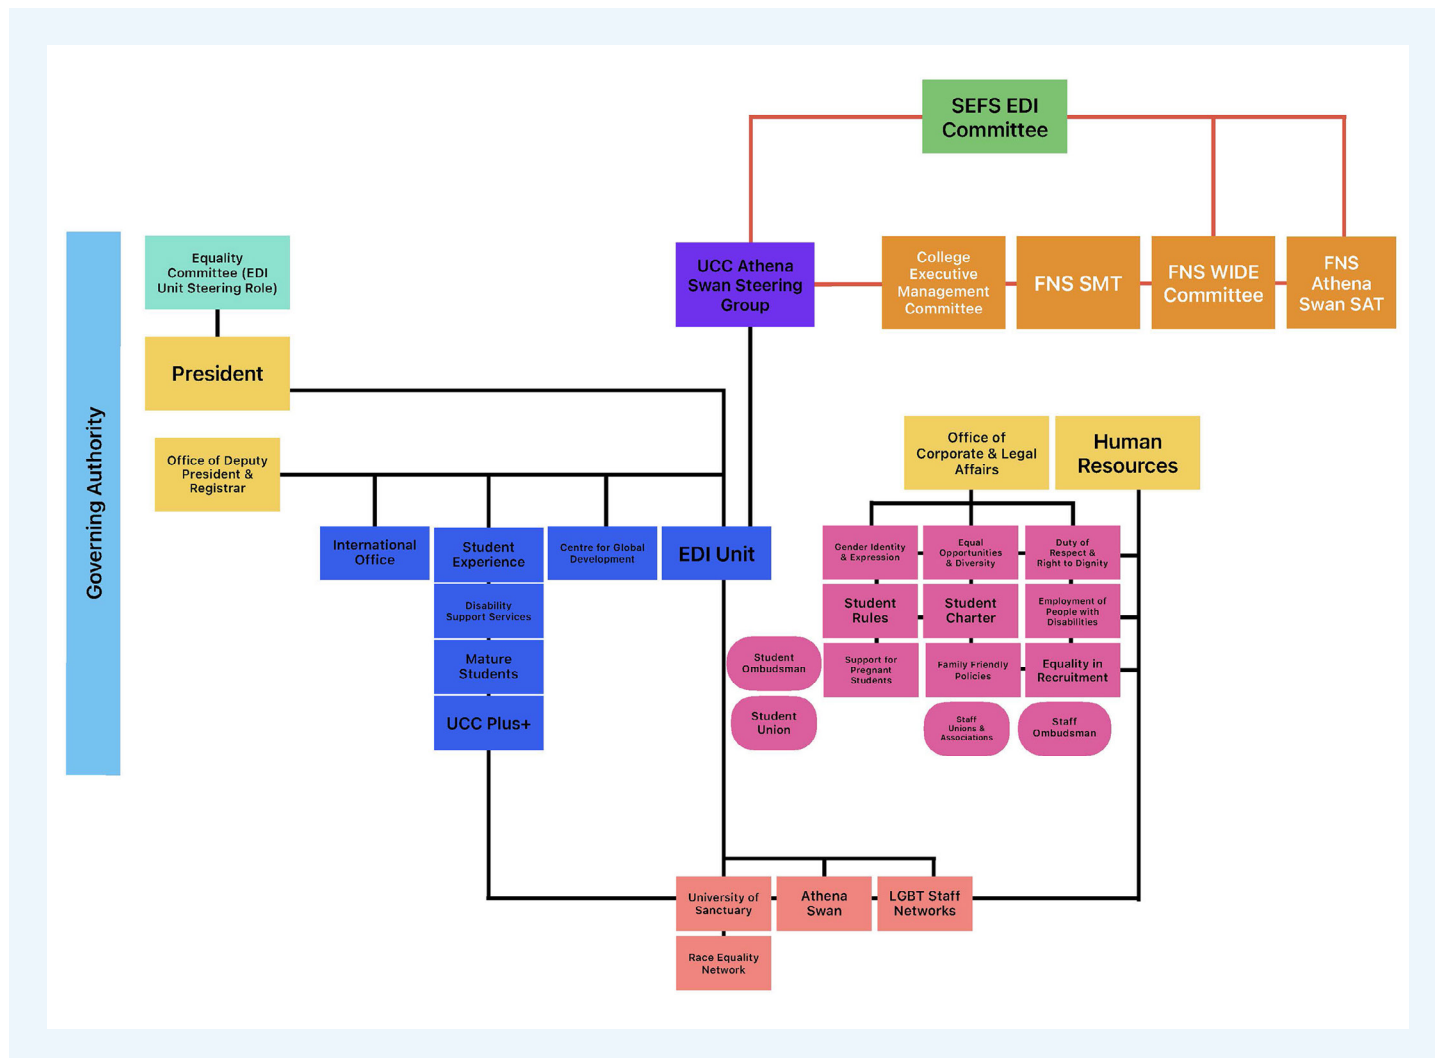 SEFS EDI
Committee
Equality
Committee (EDI
Unit Steering Role)
UCC Athena
Swan Steering
Group
College
Executive
Management
Committee
FNS SMT
FNS WIDE
Committee
FNS
Athena
Swan SAT
President
Governing Authority
Office of Deputy
President &
Registrar
Office of
Corporate & Legal
Affairs
Human
Resources
International
Office
Student
Experience
Centre for Global
Development
EDI Unit
Gender Identity
& Expression
Equal
Opportunities
& Diversity
Duty of
Respect &
Right to Dignity
Disability
Support Services
Student
Rules
Student
Charter
Employment of
People with
Disabilities
Mature
Students
Student
Ombudsman
Support for
Pregnant
Students
Family Friendly
Policies
Equality in
Recruitment
UCC Plus+
Student
Union
Staff
Unions &
Associations
Staff
Ombudsman
University of
Sanctuary
Athena
Swan
LGBT Staff
Networks
Race Equality
Network